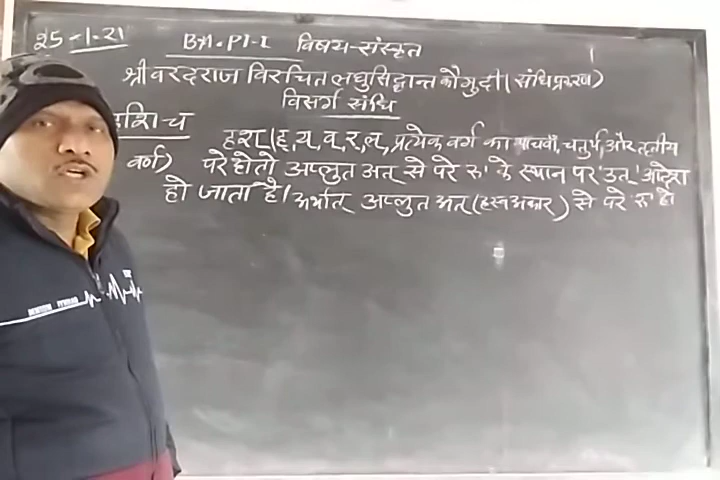 25-1-21 B.A. PT-I विषय-संस्कृत
श्रीवरदराज विरचित लघुसिद्धान्त कौमुदी (संधिप्रकरण)
विसर्ग संधि
हशि च
हश् (ह, य, व, र, ल, प्रत्येक वर्ग का पाचवाँ, चतुर्थ, और तृतीय
वर्ण) परे हो तो अप्लुत अत् से परे 'रु' के स्थान पर 'उत्' आदेश
हो जाता है। अर्थात् अप्लुत अत् (ह्रस्व अकार) से परे 'रु' हो